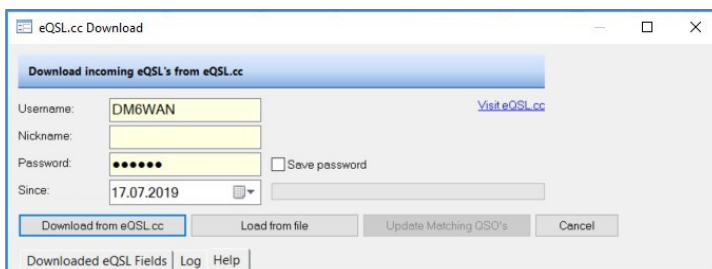 eQSL.cc Download
Download incoming eQSL's from eQSL.cc
Username: DM6WAN Visit eQSL.cc
Nickname:
Password: ●●●●●● Save password
Since: 17.07.2019
Download from eQSL.cc Load from file Update Matching QSO's Cancel
Downloaded eQSL Fields Log Help